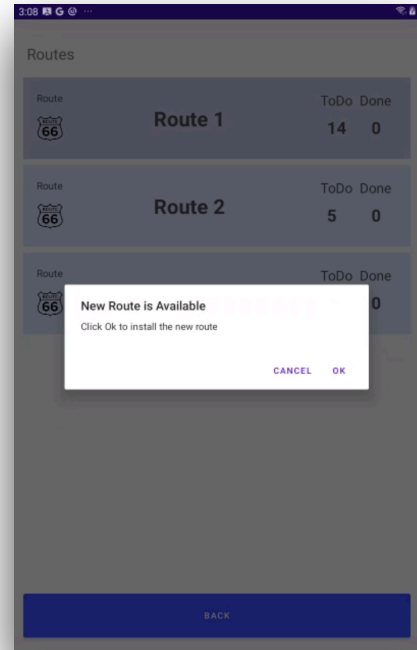 3:08
Routes
Route
ToDo Done
ROUTE
66
Route 1
14 0
Route
ToDo Done
ROUTE
66
Route 2
5 0
Route
ToDo Done
66
0
New Route is Available
Click Ok to install the new route
CANCEL OK
BACK